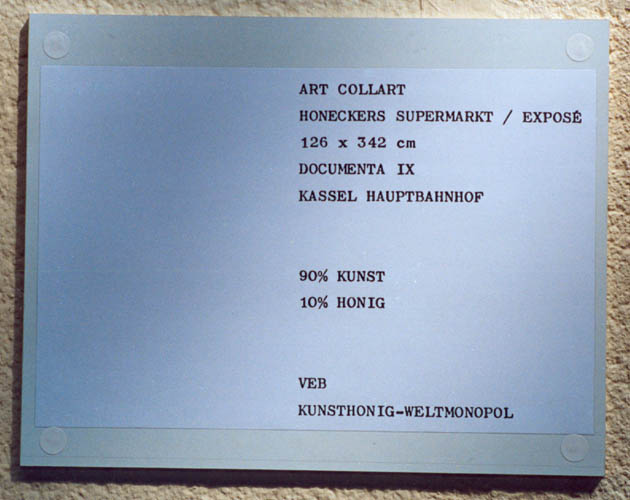 ART COLLART
HONECKERS SUPERMARKT / EXPOSÉ
126 x 342 cm
DOCUMENTA IX
KASSEL HAUPTBAHNHOF
90% KUNST
10% HONIG
VEB
KUNSTHONIG-WELTMONOPOL